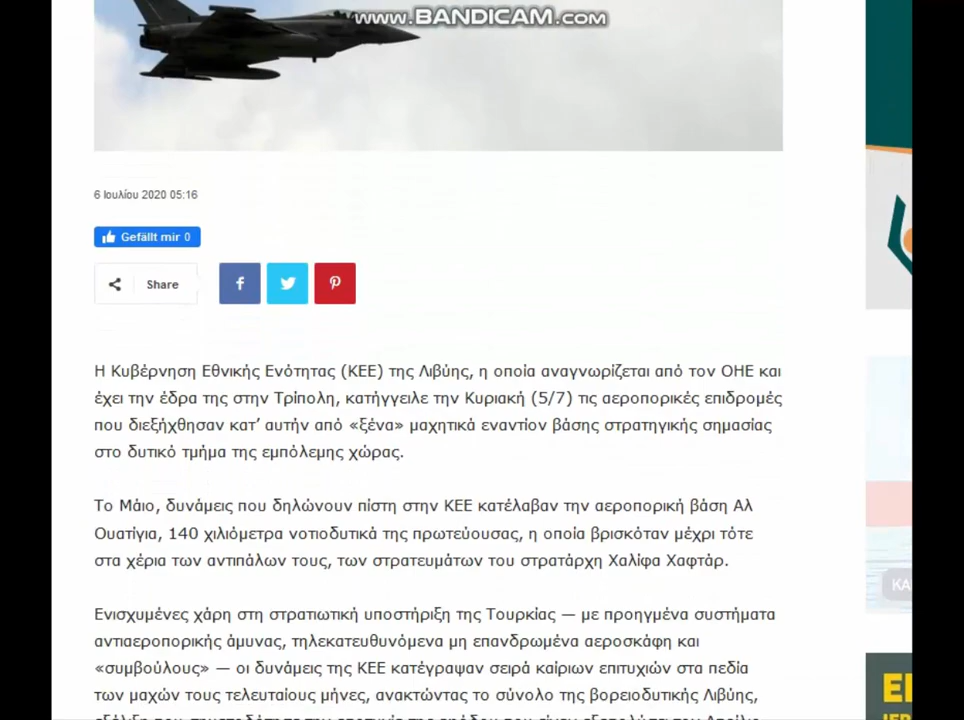 www.BANDICAM.com
6 Ιουλίου 2020 05:16
Gefällt mir 0
Share
Η Κυβέρνηση Εθνικής Ενότητας (ΚΕΕ) της Λιβύης, η οποία αναγνωρίζεται από τον ΟΗΕ και
έχει την έδρα της στην Τρίπολη, κατήγγειλε την Κυριακή (5/7) τις αεροπορικές επιδρομές
που διεξήχθησαν κατ’ αυτήν από «ξένα» μαχητικά εναντίον βάσης στρατηγικής σημασίας
στο δυτικό τμήμα της εμπόλεμης χώρας.
Το Μάιο, δυνάμεις που δηλώνουν πίστη στην ΚΕΕ κατέλαβαν την αεροπορική βάση Αλ
Ουατίγια, 140 χιλιόμετρα νοτιοδυτικά της πρωτεύουσας, η οποία βρισκόταν μέχρι τότε
στα χέρια των αντιπάλων τους, των στρατευμάτων του στρατάρχη Χαλίφα Χαφτάρ.
Ενισχυμένες χάρη στη στρατιωτική υποστήριξη της Τουρκίας — με προηγμένα συστήματα
αντιαεροπορικής άμυνας, τηλεκατευθυνόμενα μη επανδρωμένα αεροσκάφη και
«συμβούλους» — οι δυνάμεις της ΚΕΕ κατέγραψαν σειρά καίριων επιτυχιών στα πεδία
των μαχών τους τελευταίους μήνες, ανακτώντας το σύνολο της βορειοδυτικής Λιβύης,
ΚΑ